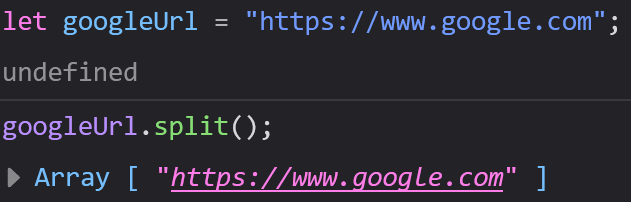 let googleUrl = "https://www.google.com";
undefined
googleUrl.split();
▶ Array [ "https://www.google.com" ]